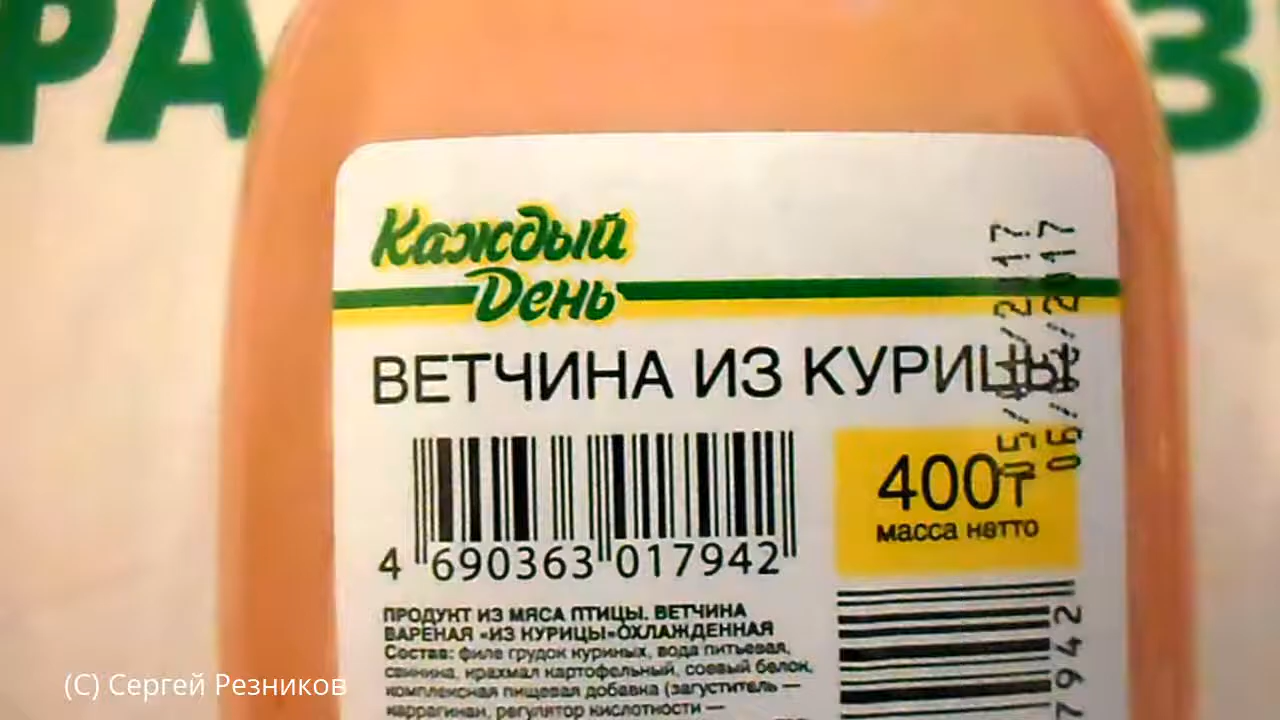 РА
З
Каждый
День
ВЕТЧИНА ИЗ КУРИЦЫ
400г
масса нетто
4 690363 017942
7942
ПРОДУКТ ИЗ МЯСА ПТИЦЫ. ВЕТЧИНА
ВАРЕНАЯ «ИЗ КУРИЦЫ» ОХЛАЖДЕННАЯ
Состав: филе грудок куриных, вода питьевая,
свинина, крахмал картофельный, соевый белок,
комплексная пищевая добавка (загуститель —
каррагинан, регулятор кислотности —
(C) Сергей Резников